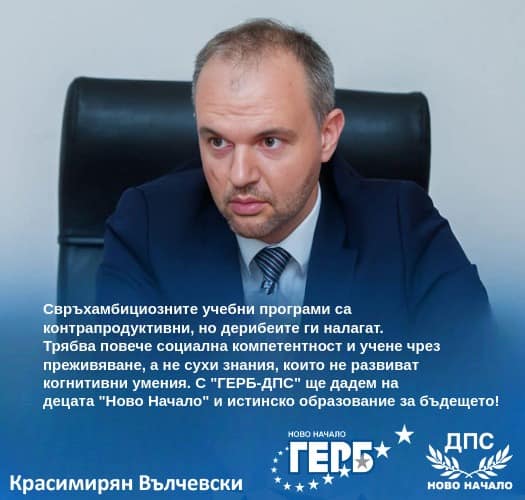 Свръхамбициозните учебни програми са
контрапродуктивни, но дерибеите ги налагат.
Трябва повече социална компетентност и учене чрез
преживяване, а не сухи знания, които не развиват
когнитивни умения. С "ГЕРБ-ДПС" ще дадем на
децата "Ново Начало" и истинско образование за бъдещето!
НОВО НАЧАЛО
ГЕРБ
ДПС
НОВО НАЧАЛО
Красимирян Вълчевски